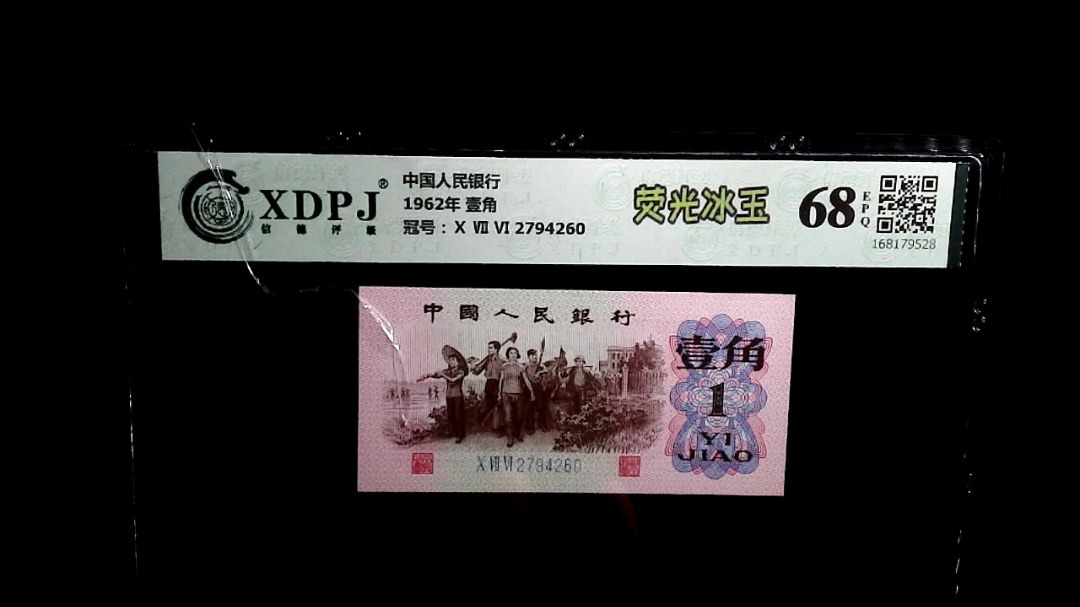 XDPJ®
信德评级
中国人民银行
1962年 壹角
冠号：X Ⅶ Ⅵ 2794260
荧光冰玉
68
EPQ
168179528
中國人民銀行
壹角
1
YI
JIAO
X Ⅶ Ⅵ 2794260